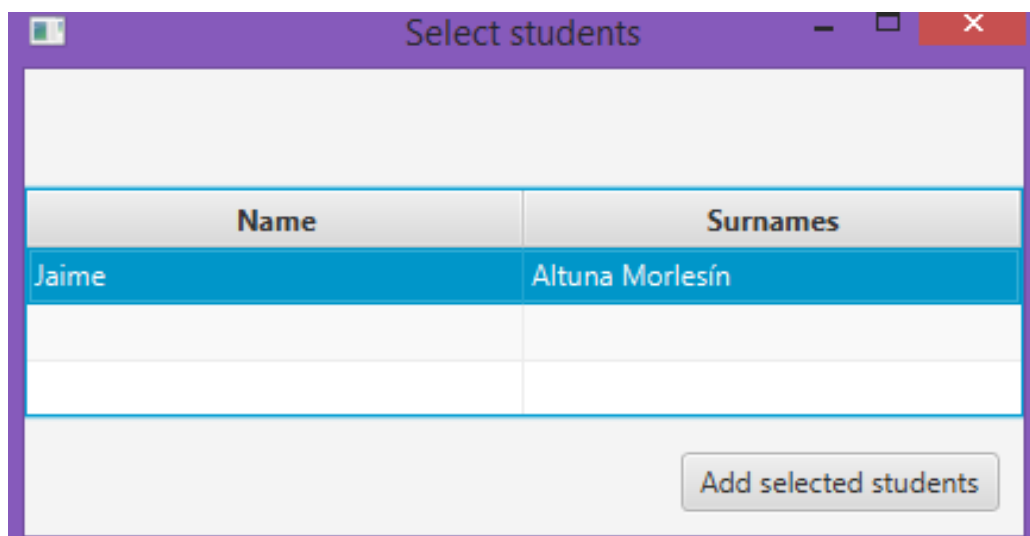 Select students
Name Surnames
Jaime Altuna Morlesín
Add selected students